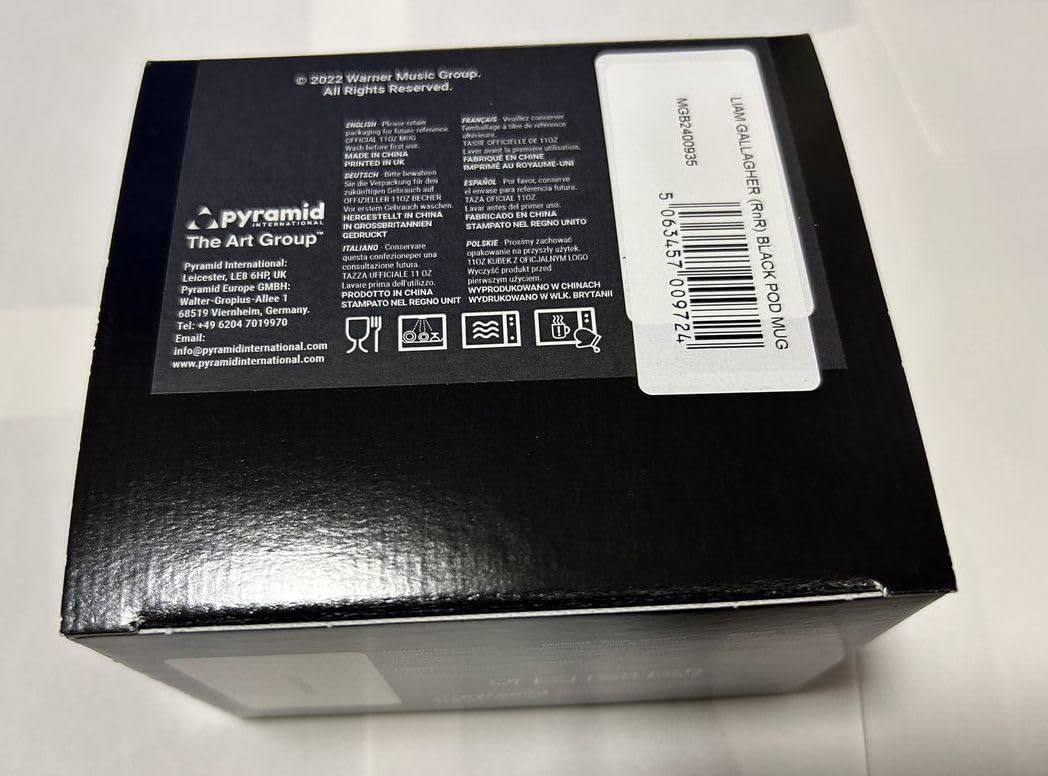 © 2022 Warner Music Group.
All Rights Reserved.
ENGLISH - Please retain
packaging for future reference.
OFFICIAL 11OZ MUG
Wash before first use.
MADE IN CHINA
PRINTED IN UK
DEUTSCH - Bitte bewahren
Sie die Verpackung für den
zukünftigen Gebrauch auf
OFFIZIELLER 11OZ BECHER
Vor erstem Gebrauch waschen.
HERGESTELLT IN CHINA
IN GROSSBRITANNIEN
GEDRUCKT
ITALIANO - Conservare
questa confezioneper una
consultazione futura.
TAZZA UFFICIALE 11 OZ
Lavare prima dell'utilizzo.
PRODOTTO IN CHINA
STAMPATO NEL REGNO UNIT
FRANÇAIS - Veuillez conserver
l'emballage à titre de référence
ultérieure.
TASSE OFFICIELLE DE 11OZ
Laver avant la première utilisation.
FABRIQUÉ EN CHINE
IMPRIMÉ AU ROYAUME-UNI
ESPAÑOL - Por favor, conserve
el envase para referencia futura.
TAZA OFICIAL 11OZ
Lavar antes del primer uso.
FABRICADO EN CHINA
STAMPATO NEL REGNO UNITO
POLSKIE - Prosimy zachować
opakowanie na przyszły użytek.
11OZ KUBEK Z OFICJALNYM LOGO
Wyczyść produkt przed
pierwszym użyciem.
WYPRODUKOWANO W CHINACH
WYDRUKOWANO W WLK. BRYTANII
pyramid
INTERNATIONAL
The Art Group™
Pyramid International:
Leicester, LE8 6HP, UK
Pyramid Europe GMBH:
Walter-Gropius-Allee 1
68519 Viernheim, Germany.
Tel: +49 6204 7019970
Email:
info@pyramidinternational.com
www.pyramidinternational.com
LIAM GALLAGHER (RnR) BLACK POD MUG
MGB2400935
5 063457 009724